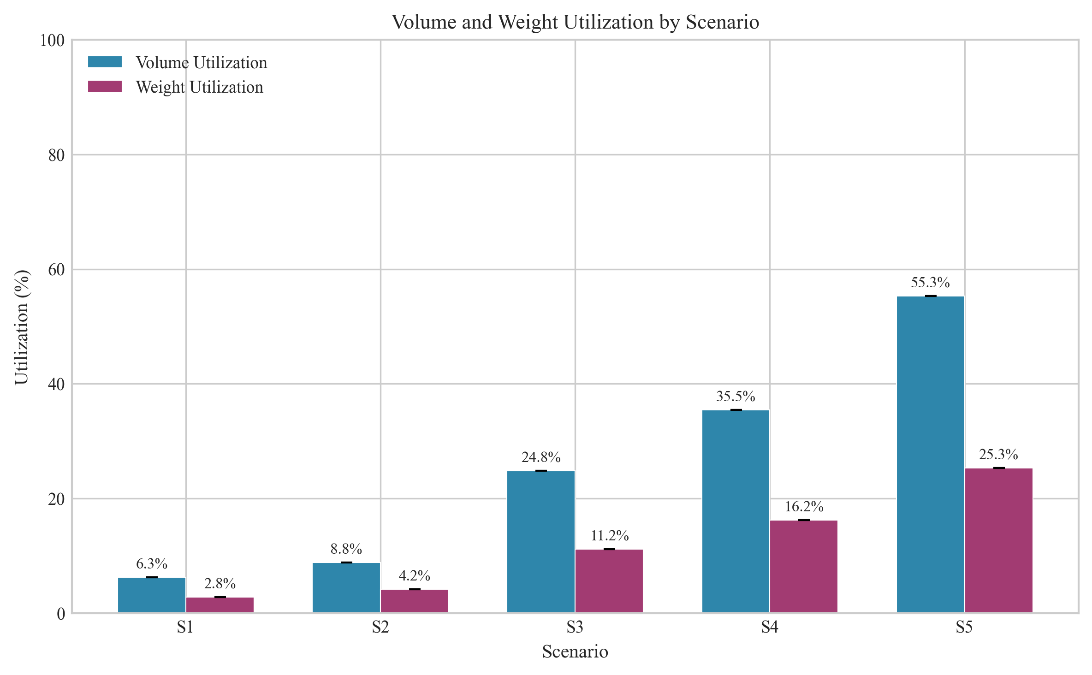 Volume and Weight Utilization by Scenario
100
80
60
40
20
0
Utilization (%)
Volume Utilization
Weight Utilization
6.3%
2.8%
8.8%
4.2%
24.8%
11.2%
35.5%
16.2%
55.3%
25.3%
S1
S2
S3
S4
S5
Scenario